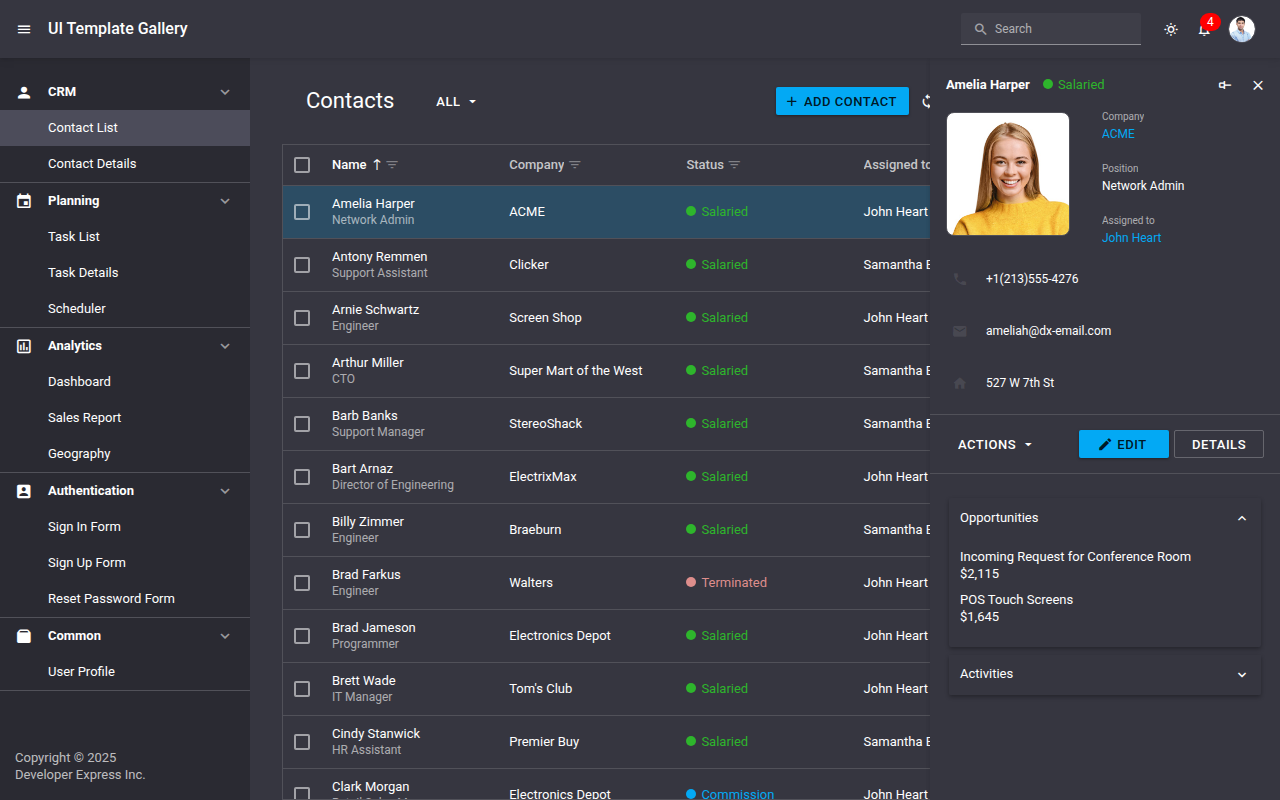 UI Template Gallery
Search
4
CRM
Contact List
Contact Details
Planning
Task List
Task Details
Scheduler
Analytics
Dashboard
Sales Report
Geography
Authentication
Sign In Form
Sign Up Form
Reset Password Form
Common
User Profile
Copyright © 2025
Developer Express Inc.
Contacts
ALL
ADD CONTACT
Name Company Status Assigned to
Amelia Harper
Network Admin
ACME Salaried John Heart
Antony Remmen
Support Assistant
Clicker Salaried Samantha
Arnie Schwartz
Engineer
Screen Shop Salaried John Heart
Arthur Miller
CTO
Super Mart of the West Salaried Samantha
Barb Banks
Support Manager
StereoShack Salaried Samantha
Bart Arnaz
Director of Engineering
ElectrixMax Salaried John Heart
Billy Zimmer
Engineer
Braeburn Salaried Samantha
Brad Farkus
Engineer
Walters Terminated John Heart
Brad Jameson
Programmer
Electronics Depot Salaried John Heart
Brett Wade
IT Manager
Tom's Club Salaried John Heart
Cindy Stanwick
HR Assistant
Premier Buy Salaried Samantha
Clark Morgan
Electronics Depot Commission John Heart
Amelia Harper Salaried
Company
ACME
Position
Network Admin
Assigned to
John Heart
+1(213)555-4276
ameliah@dx-email.com
527 W 7th St
ACTIONS
EDIT
DETAILS
Opportunities
Incoming Request for Conference Room
$2,115
POS Touch Screens
$1,645
Activities